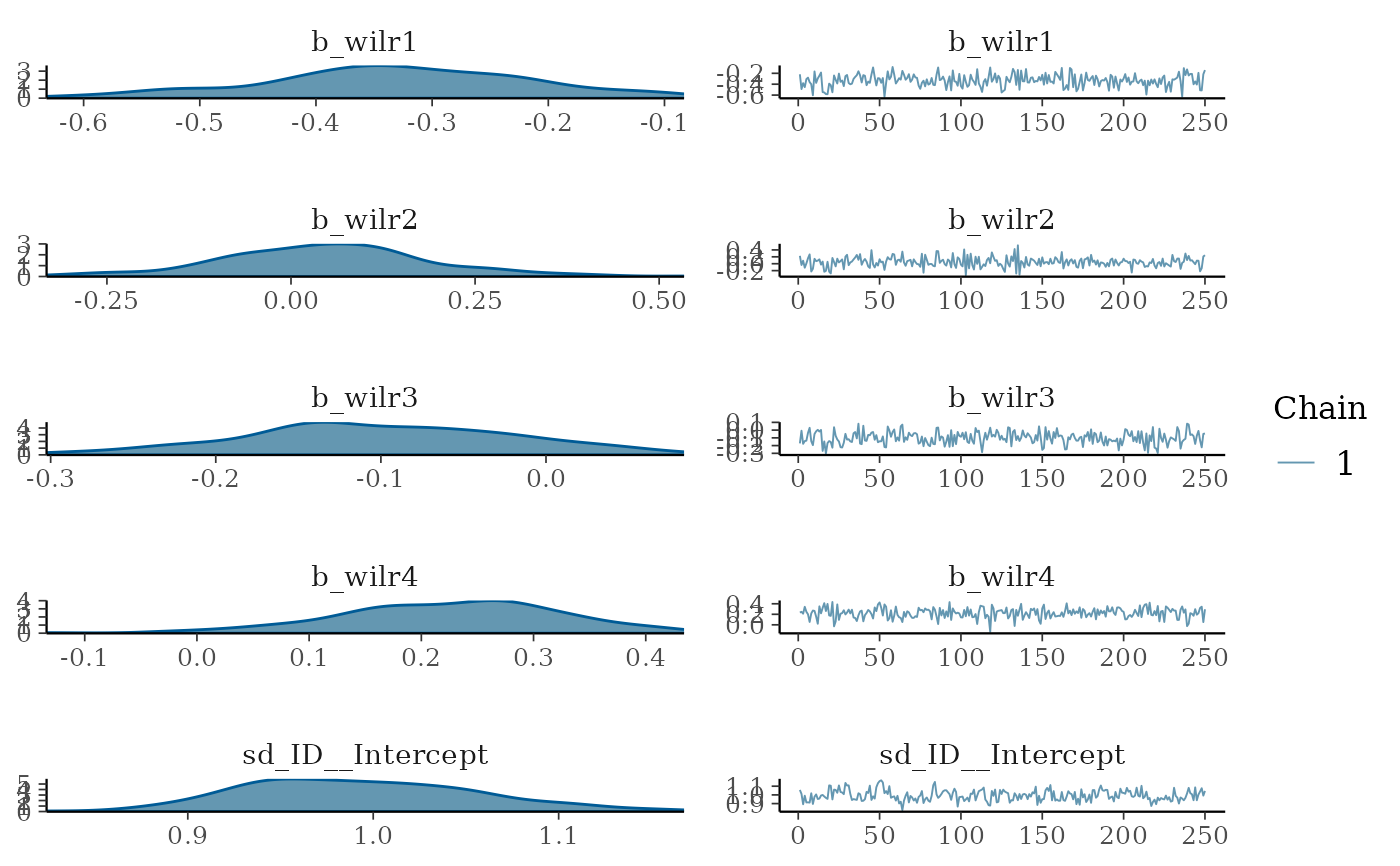 b_wilr1 b_wilr1
-0.6 -0.5 -0.4 -0.3 -0.2 -0.1 0 50 100 150 200 250
b_wilr2 b_wilr2
-0.25 0.00 0.25 0.50 0 50 100 150 200 250
b_wilr3 b_wilr3
-0.3 -0.2 -0.1 0.0 0 50 100 150 200 250
Chain
1
b_wilr4 b_wilr4
-0.1 0.0 0.1 0.2 0.3 0.4 0 50 100 150 200 250
sd_ID__Intercept sd_ID__Intercept
0.9 1.0 1.1 0 50 100 150 200 250